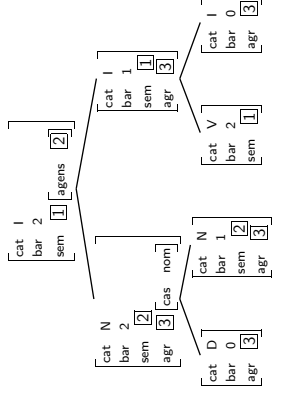 cat I
bar 2
sem 1 agens 2
cat I
bar 1
sem 1
agr 3
cat I
bar 0
agr 3
cat V
bar 2
sem 1
cat N
bar 2
sem 2
agr 3 cas nom
cat N
bar 1
sem 2
agr 3
cat D
bar 0
agr 3